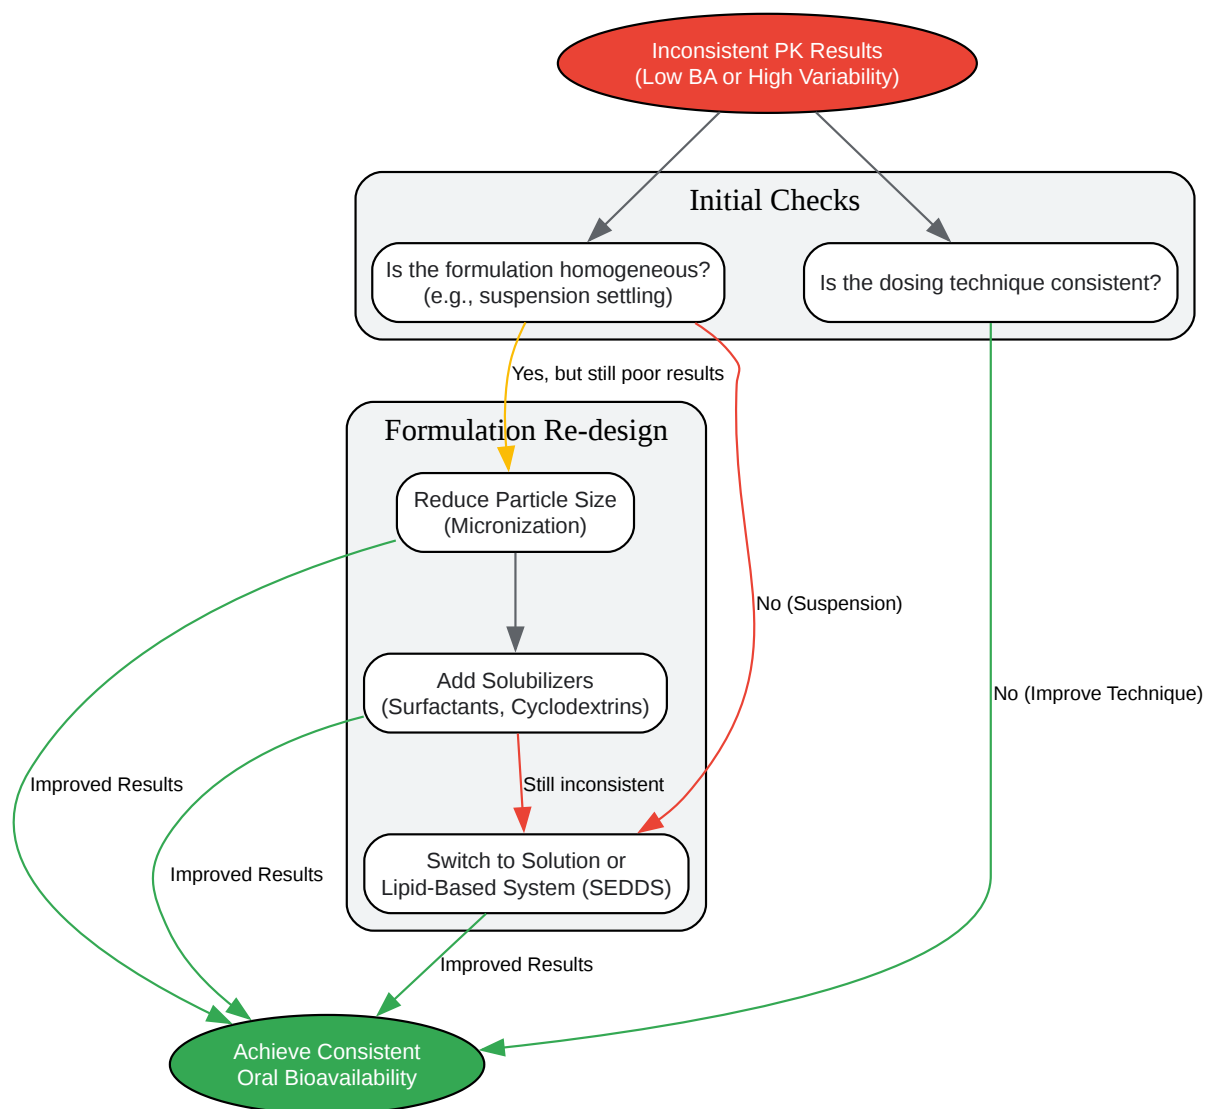 Inconsistent PK Results
(Low BA or High Variability)
Initial Checks
Is the formulation homogeneous?
(e.g., suspension settling)
Is the dosing technique consistent?
Yes, but still poor results
Formulation Re-design
Reduce Particle Size
(Micronization)
No (Suspension)
Add Solubilizers
(Surfactants, Cyclodextrins)
No (Improve Technique)
Improved Results
Still inconsistent
Switch to Solution or
Lipid-Based System (SEDDS)
Improved Results
Improved Results
Achieve Consistent
Oral Bioavailability